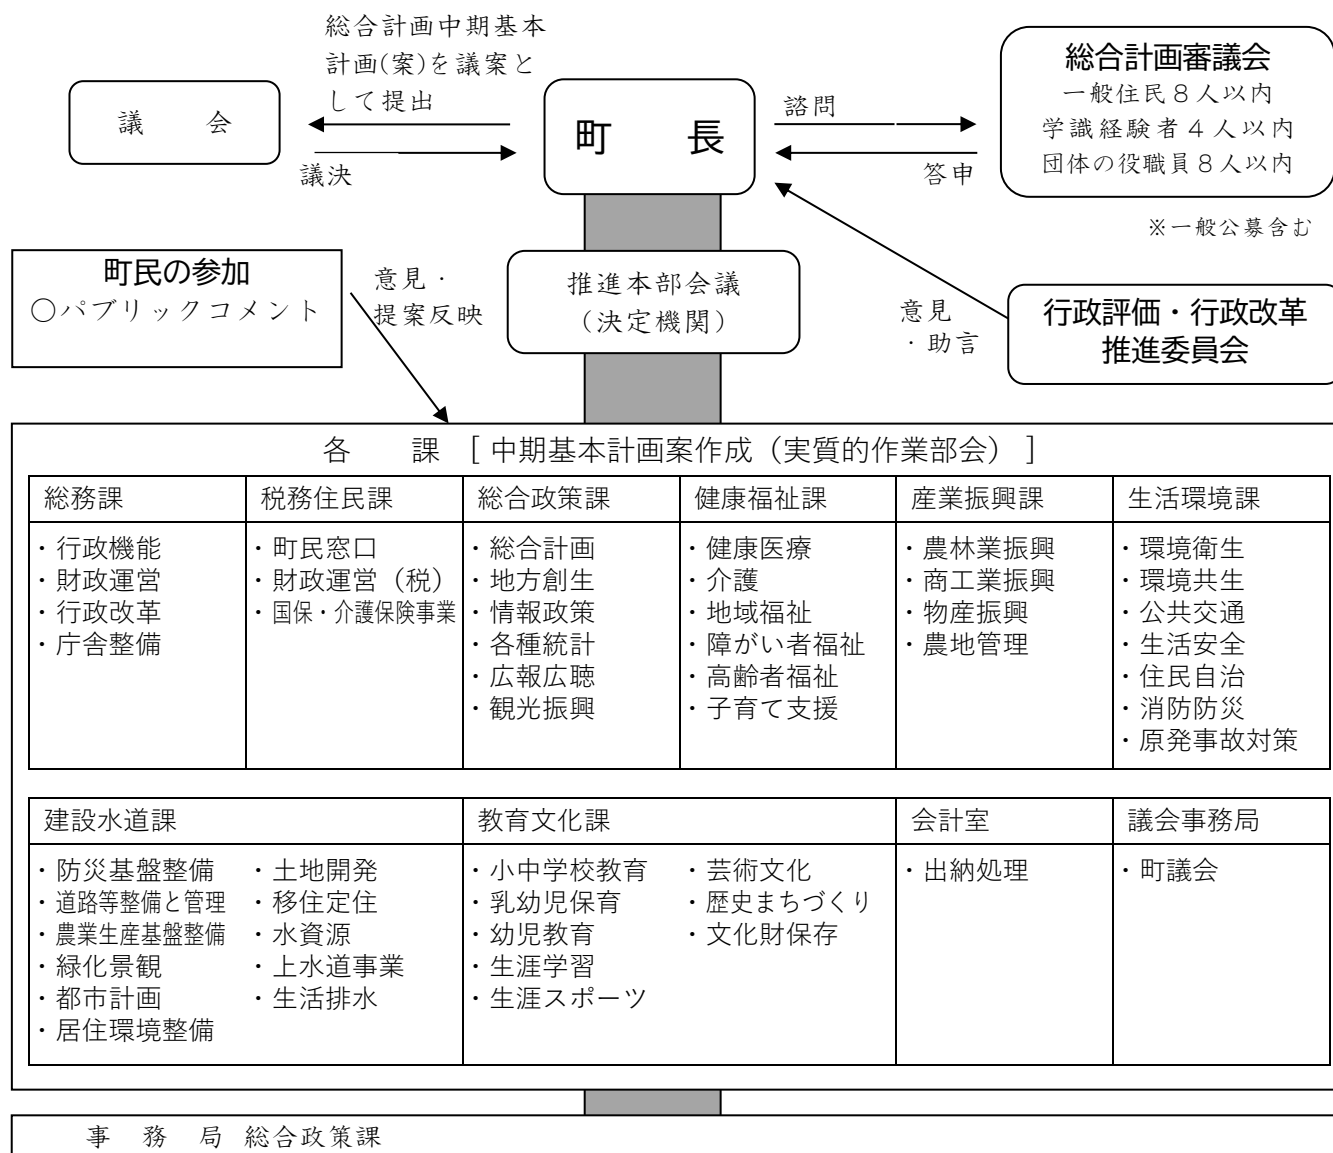 総合計画中期基本
計画(案)を議案と
して提出
議　会
議決
町　長
諮問
答申
総合計画審議会
一般住民８人以内
学識経験者４人以内
団体の役職員８人以内
※一般公募含む
町民の参加
○パブリックコメント
意見・
提案反映
推進本部会議
（決定機関）
意見
・助言
行政評価・行政改革
推進委員会
各　課 ［ 中期基本計画案作成（実質的作業部会） ］
総務課
・行政機能
・財政運営
・行政改革
・庁舎整備
税務住民課
・町民窓口
・財政運営（税）
・国保・介護保険事業
総合政策課
・総合計画
・地方創生
・情報政策
・各種統計
・広報広聴
・観光振興
健康福祉課
・健康医療
・介護
・地域福祉
・障がい者福祉
・高齢者福祉
・子育て支援
産業振興課
・農林業振興
・商工業振興
・物産振興
・農地管理
生活環境課
・環境衛生
・環境共生
・公共交通
・生活安全
・住民自治
・消防防災
・原発事故対策
建設水道課
・防災基盤整備
・道路等整備と管理
・農業生産基盤整備
・緑化景観
・都市計画
・居住環境整備
・土地開発
・移住定住
・水資源
・上水道事業
・生活排水
教育文化課
・小中学校教育
・乳幼児保育
・幼児教育
・生涯学習
・生涯スポーツ
・芸術文化
・歴史まちづくり
・文化財保存
会計室
・出納処理
議会事務局
・町議会
事　務　局 総合政策課